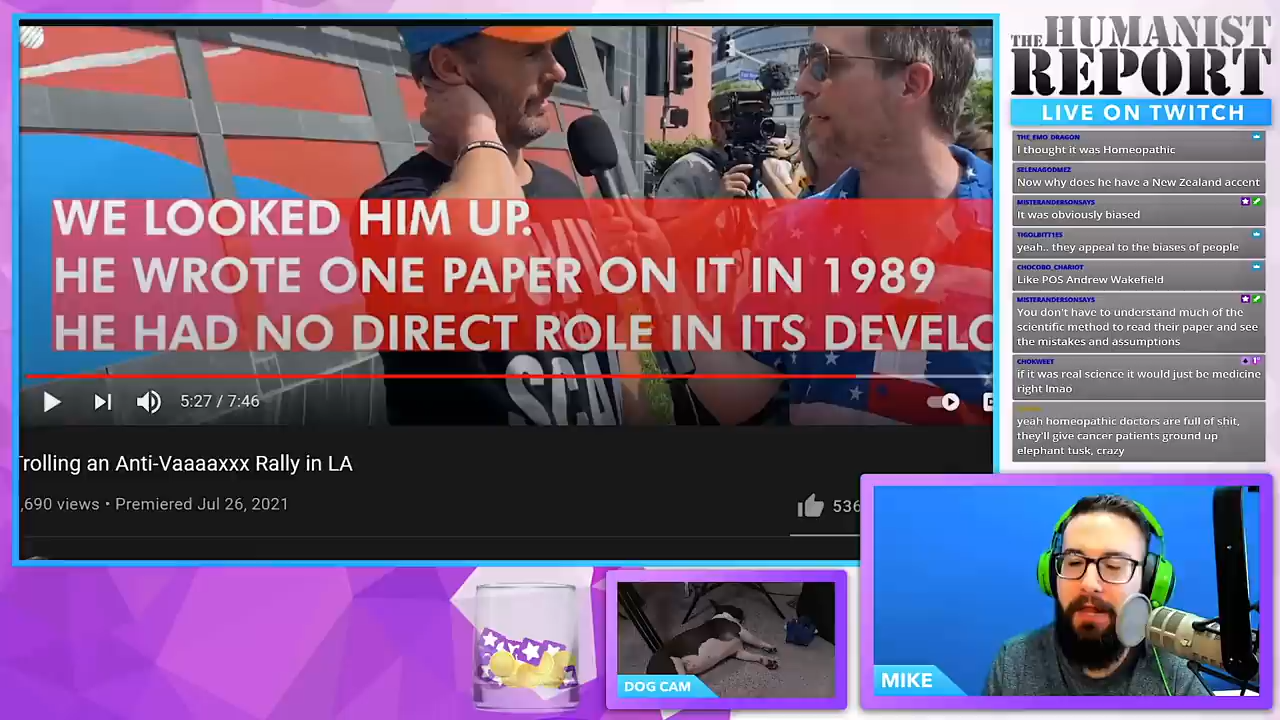 THE HUMANIST
REPORT
LIVE ON TWITCH
WE LOOKED HIM UP.
HE WROTE ONE PAPER ON IT IN 1989
HE HAD NO DIRECT ROLE IN ITS DEVELO
SCA
5:27 / 7:46
Trolling an Anti-Vaaaaxxx Rally in LA
,690 views • Premiered Jul 26, 2021
536
THE_EMO_DRAGON
I thought it was Homeopathic
SELENAGODMEZ
Now why does he have a New Zealand accent
MISTERANDERSONSAYS
It was obviously biased
TIGOLBITT1ES
yeah.. they appeal to the biases of people
CHOCOBO_CHARIOT
Like POS Andrew Wakefield
MISTERANDERSONSAYS
You don't have to understand much of the
scientific method to read their paper and see
the mistakes and assumptions
CHOKWEET
if it was real science it would just be medicine
right lmao
yeah homeopathic doctors are full of shit,
they'll give cancer patients ground up
elephant tusk, crazy
DOG CAM
MIKE